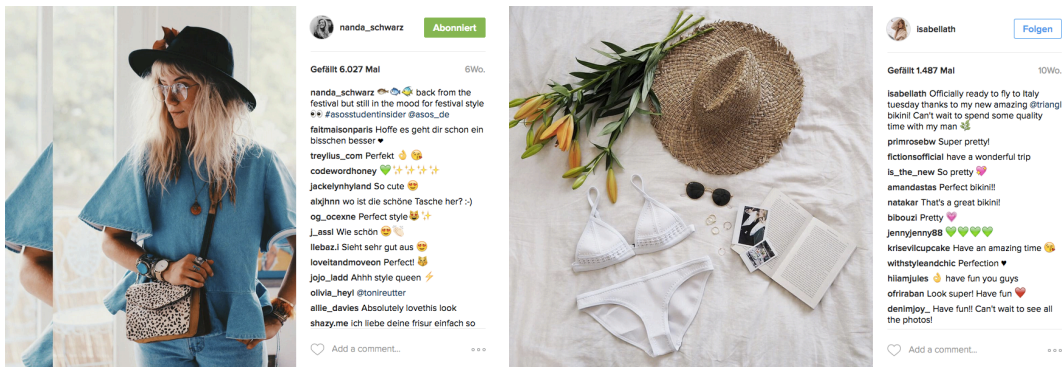 nanda_schwarz
Abonniert
Gefällt 6.027 Mal
6Wo.
nanda_schwarz 🐡🐟🐠 back from the
festival but still in the mood for festival style
👀 #asosstudentinsider @asos_de
faitmaisonparis Hoffe es geht dir schon ein
bisschen besser ♥
treylius_com Perfekt 👌 😘
codewordhoney 💚✨✨✨✨
jackelynhyland So cute 😍
alxjhnn wo ist die schöne Tasche her? :-)
og_ocexne Perfect style😻✨
j_assl Wie schön 😍👏🏻
llebaz.i Sieht sehr gut aus 😍
loveitandmoveon Perfect! 😻
jojo_ladd Ahhh style queen ⚡
olivia_heyl @tonireutter
allie_davies Absolutely lovethis look
shazy.me ich liebe deine frisur einfach so
Add a comment...
isabellath
Folgen
Gefällt 1.487 Mal
10Wo.
isabellath Officially ready to fly to Italy
tuesday thanks to my new amazing @triangl
bikini! Can't wait to spend some quality
time with my man 🌿
primrosebw Super pretty!
fictionsofficial have a wonderful trip
is_the_new So pretty 💖
amandastas Perfect bikini!!
natakar That's a great bikini!
bibouzi Pretty 💗
jennyjenny88 💚💚💚💚
krisevilcupcake Have an amazing time 😘
withstyleandchic Perfection ♥
hiiamjuies 👌 have fun you guys
ofriraban Look super! Have fun ❤️
denimjoy_ Have fun!! Can't wait to see all
the photos!
Add a comment...